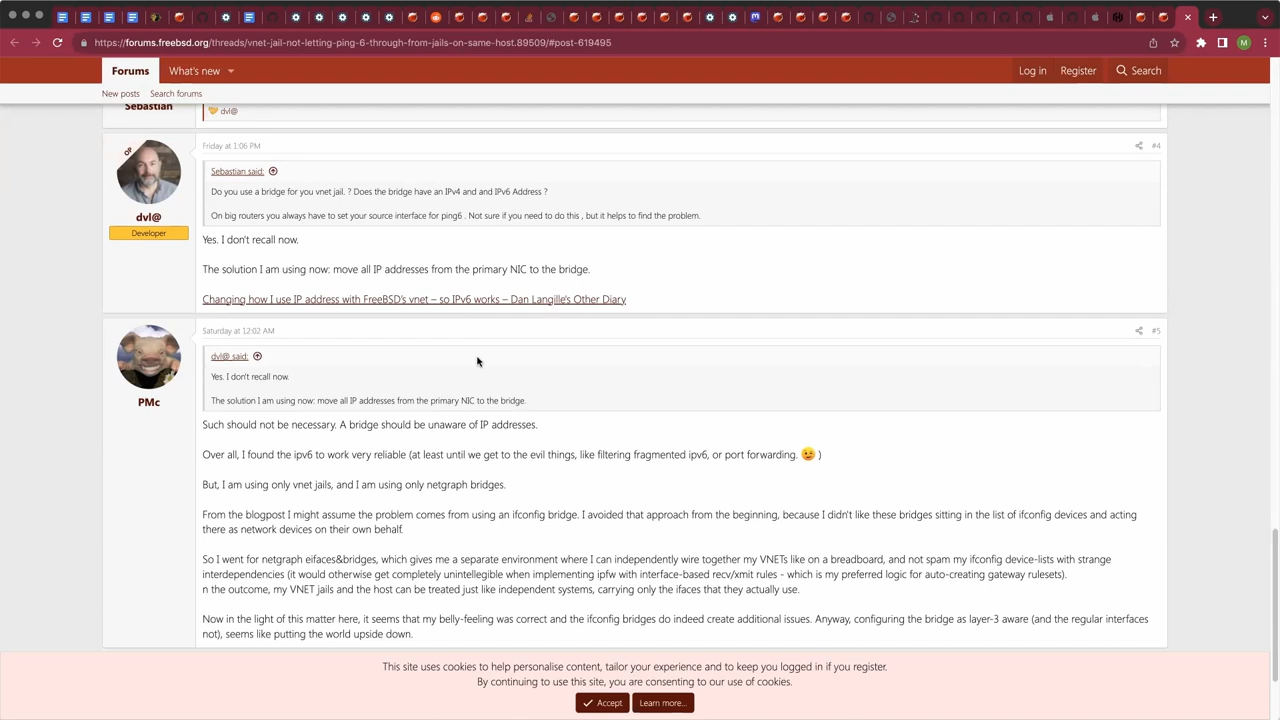 https://forums.freebsd.org/threads/vnet-jail-not-letting-ping-6-through-from-jails-on-same-host.89509/#post-619495
M
Forums
What's new
Log in
Register
Search
New posts
Search forums
Sebastian
dvl@
Friday at 1:06 PM
#4
OP
Sebastian said:
Do you use a bridge for you vnet jail. ? Does the bridge have an IPv4 and and IPv6 Address ?
On big routers you always have to set your source interface for ping6 . Not sure if you need to do this , but it helps to find the problem.
dvl@
Developer
Yes. I don't recall now.
The solution I am using now: move all IP addresses from the primary NIC to the bridge.
Changing how I use IP address with FreeBSD's vnet – so IPv6 works – Dan Langille's Other Diary
Saturday at 12:02 AM
#5
dvl@ said:
Yes. I don't recall now.
The solution I am using now: move all IP addresses from the primary NIC to the bridge.
PMc
Such should not be necessary. A bridge should be unaware of IP addresses.
Over all, I found the ipv6 to work very reliable (at least until we get to the evil things, like filtering fragmented ipv6, or port forwarding. 😉 )
But, I am using only vnet jails, and I am using only netgraph bridges.
From the blogpost I might assume the problem comes from using an ifconfig bridge. I avoided that approach from the beginning, because I didn't like these bridges sitting in the list of ifconfig devices and acting
there as network devices on their own behalf.
So I went for netgraph eifaces&bridges, which gives me a separate environment where I can independently wire together my VNETs like on a breadboard, and not spam my ifconfig device-lists with strange
interdependencies (it would otherwise get completely unintelligible when implementing ipfw with interface-based recv/xmit rules - which is my preferred logic for auto-creating gateway rulesets).
n the outcome, my VNET jails and the host can be treated just like independent systems, carrying only the ifaces that they actually use.
Now in the light of this matter here, it seems that my belly-feeling was correct and the ifconfig bridges do indeed create additional issues. Anyway, configuring the bridge as layer-3 aware (and the regular interfaces
not), seems like putting the world upside down.
This site uses cookies to help personalise content, tailor your experience and to keep you logged in if you register.
By continuing to use this site, you are consenting to our use of cookies.
Accept
Learn more...